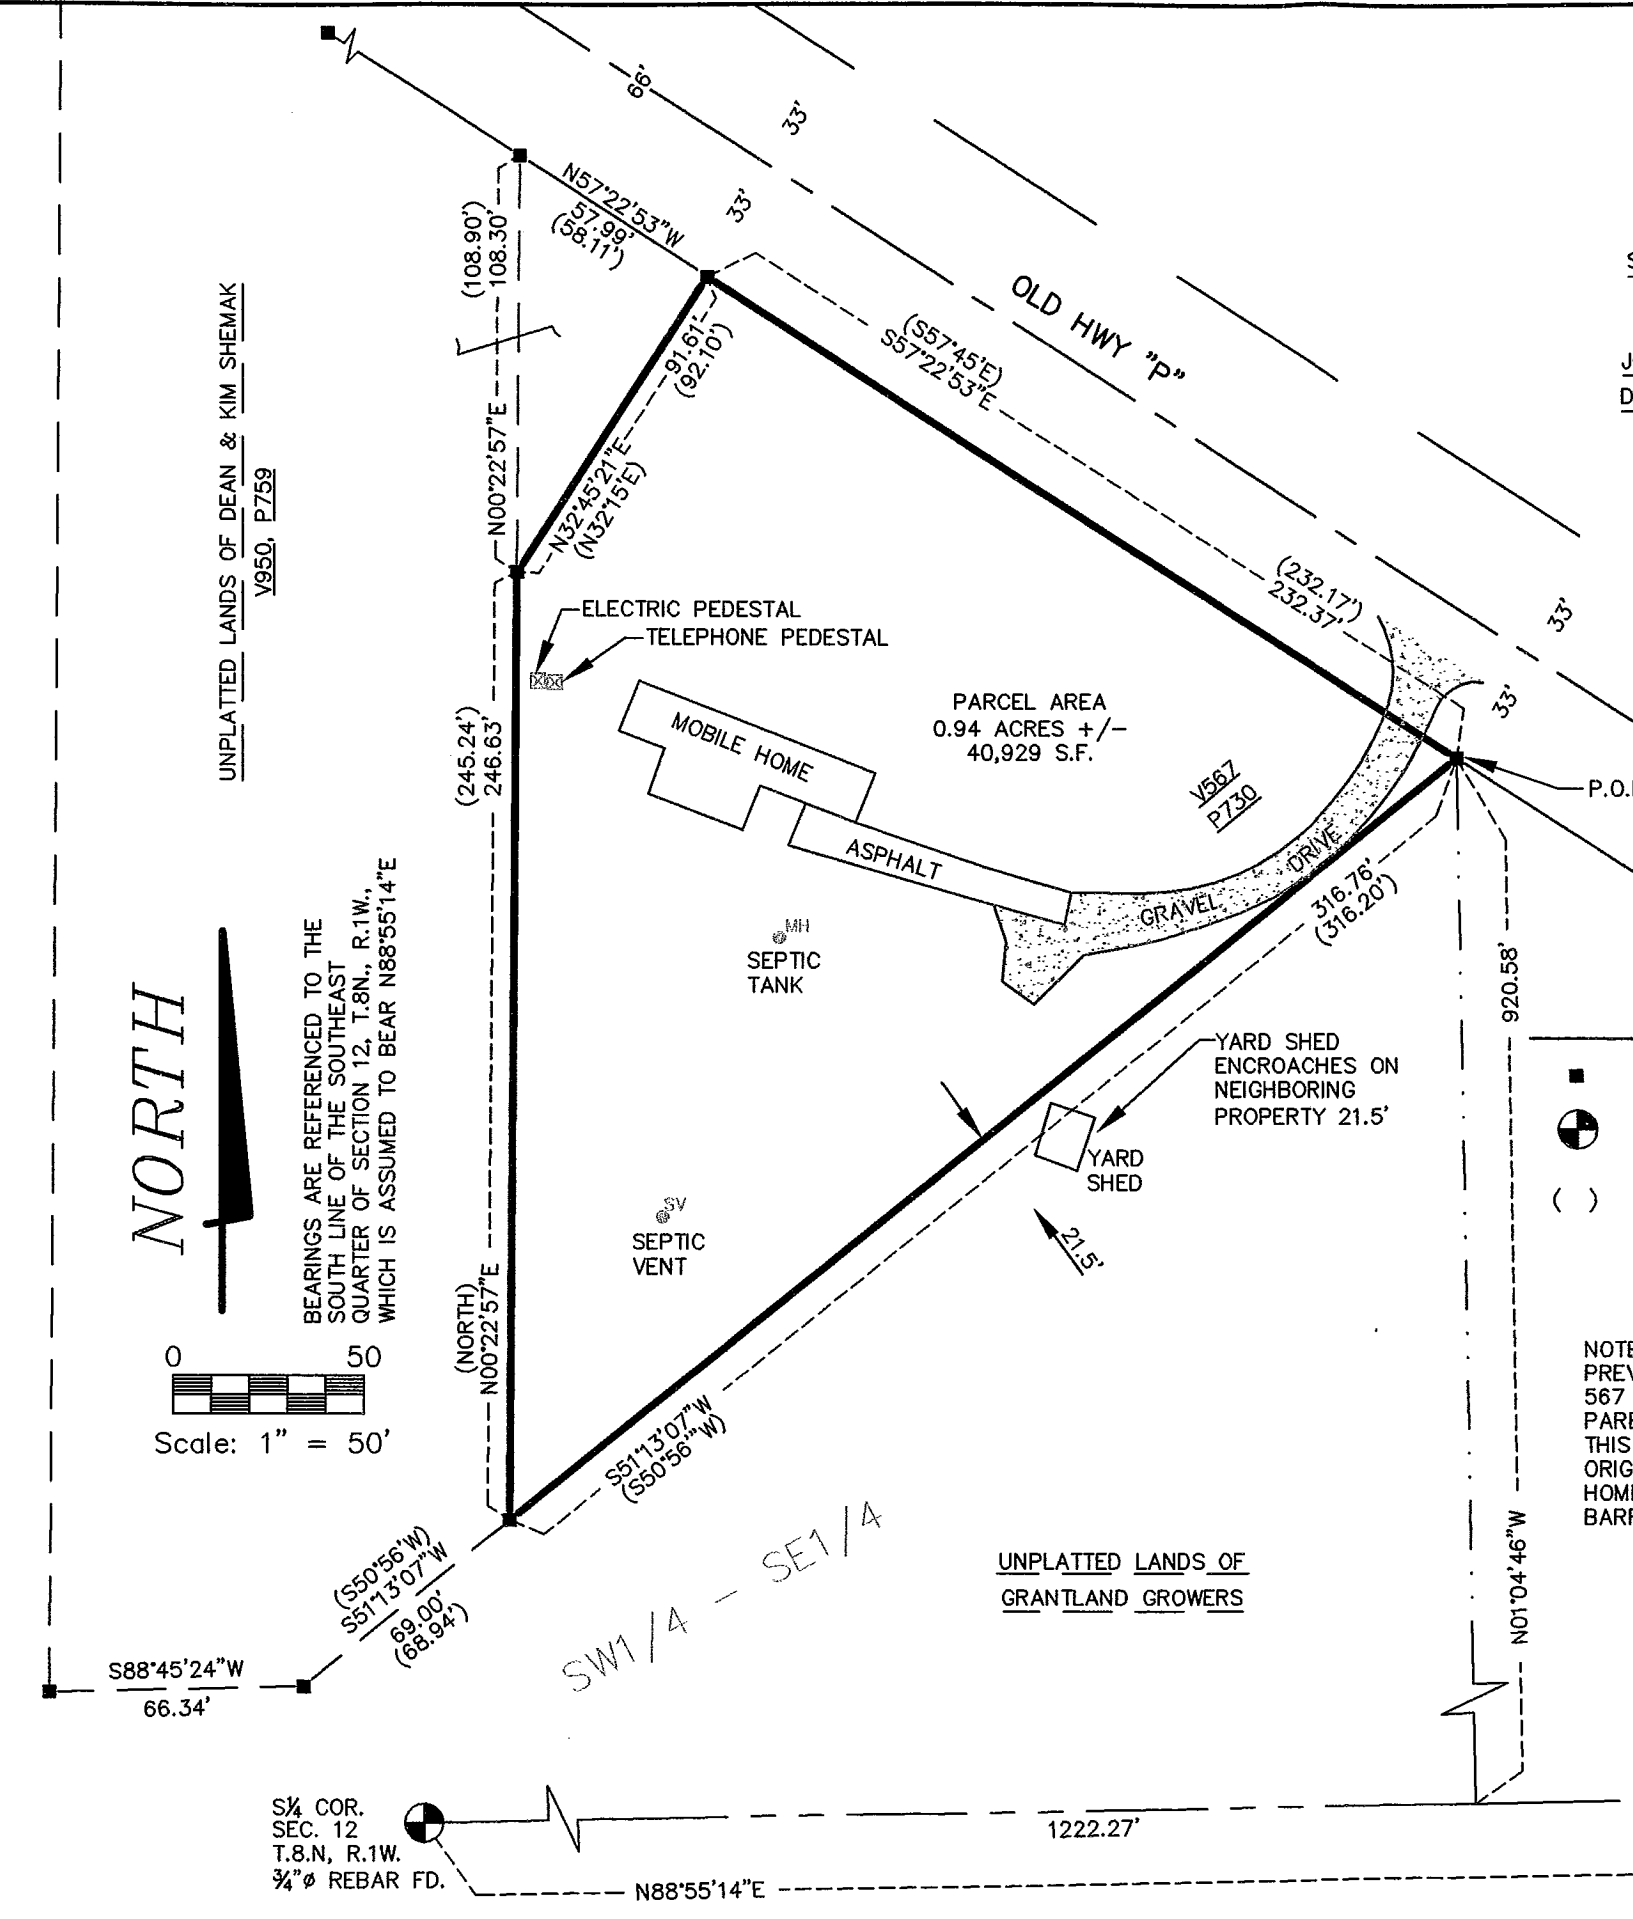 66'
33'
33'
N57°22'53"W
57.99'
(58.11')
(108.90')
108.30'
N00°22'57"E
OLD HWY "P"
(S57°45'E)
S57°22'53"E
91.61'
(92.10')
N32°45'21"E
(N32°15'E)
UNPLATTED LANDS OF DEAN & KIM SHEMAK
V950, P759
(232.17')
232.37'
33'
33'
ELECTRIC PEDESTAL
TELEPHONE PEDESTAL
MOBILE HOME
PARCEL AREA
0.94 ACRES +/-
40,929 S.F.
(245.24')
246.63'
V567
P730
P.O.
ASPHALT
GRAVEL DRIVE
316.76'
(316.20')
MH
SEPTIC
TANK
920.58'
NORTH
BEARINGS ARE REFERENCED TO THE
SOUTH LINE OF THE SOUTHEAST
QUARTER OF SECTION 12, T.8N., R.1W.,
WHICH IS ASSUMED TO BEAR N88°55'14"E
YARD SHED
ENCROACHES ON
NEIGHBORING
PROPERTY 21.5'
YARD
SHED
( )
SV
SEPTIC
VENT
21.5'
(NORTH)
N00°22'57"E
0 50
Scale: 1" = 50'
NOTE
PREV
567
PAR
THIS
ORIG
HOM
BAR
S51°13'07"W
(S50°56'"W)
(S50°56'W)
S51°13'07"W
69.00'
(68.94')
SW1/4 - SE1/4
UNPLATTED LANDS OF
GRANTLAND GROWERS
N01°04'46"W
S88°45'24"W
66.34'
S¼ COR.
SEC. 12
T.8.N, R.1W.
¾"ø REBAR FD.
1222.27'
N88°55'14"E